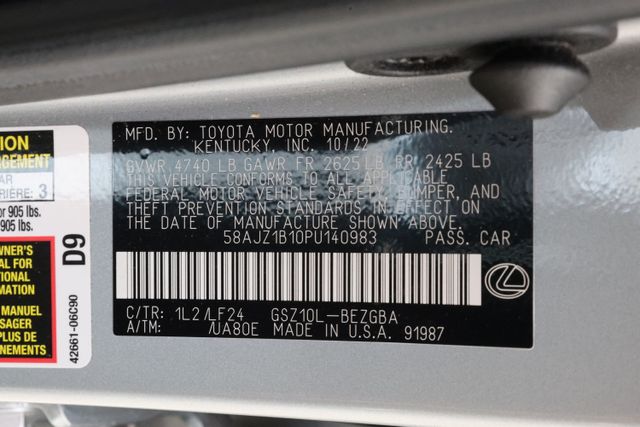 MFD. BY: TOYOTA MOTOR MANUFACTURING.
KENTUCKY, INC. 10/22
GVWR 4740 LB GAWR FR 2625 LB RR 2425 LB
THIS VEHICLE CONFORMS TO ALL APPLICABLE
FEDERAL MOTOR VEHICLE SAFETY, BUMPER, AND
THEFT PREVENTION STANDARDS IN EFFECT ON
THE DATE OF MANUFACTURE SHOWN ABOVE.
58AJZ1B10PU140983 PASS. CAR
C/TR: 1L2 /LF24 GSZ10L-BEZGBA
A/TM: /UA80E MADE IN U.S.A. 91987
3
or 905 lbs.
905 lbs.
D9
42661-06C90
MANUEL